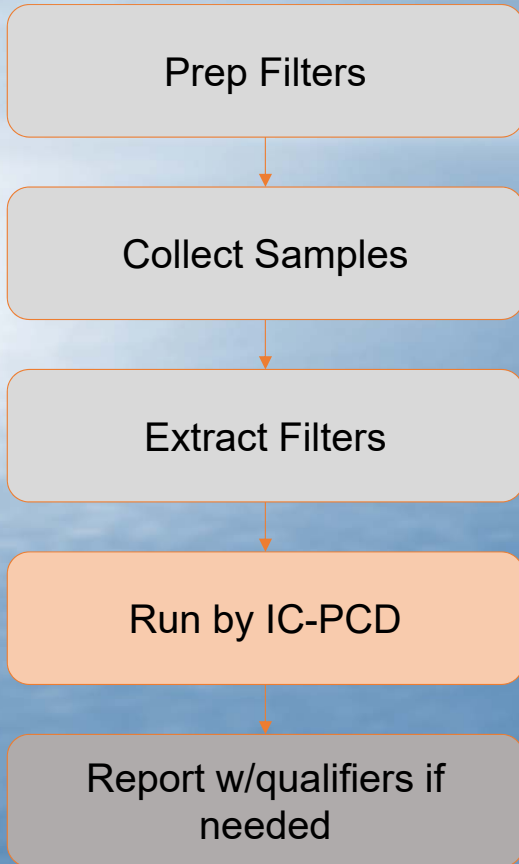 Prep Filters
Collect Samples
Extract Filters
Run by IC-PCD
Report w/qualifiers if
needed